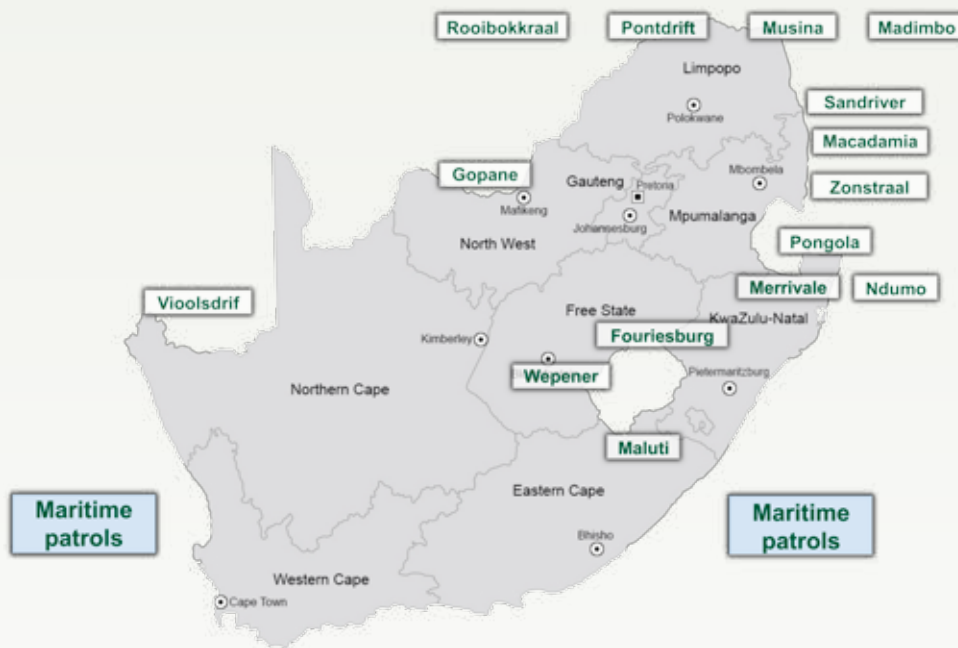 Rooibokkraal
Pontdrift
Musina
Madimbo
Limpopo
Polokwane
Sandriver
Macadamia
Gopane
Gauteng
Pretoria
Mbombela
Zonstraal
Mafikeng
Johannesburg
Mpumalanga
North West
Pongola
Vioolsdrif
Merrivale
Ndumo
Free State
KwaZulu-Natal
Kimberley
Fouriesburg
Wepener
Pietermaritzburg
Northern Cape
Maluti
Eastern Cape
Maritime
patrols
Maritime
patrols
Bhisho
Western Cape
Cape Town